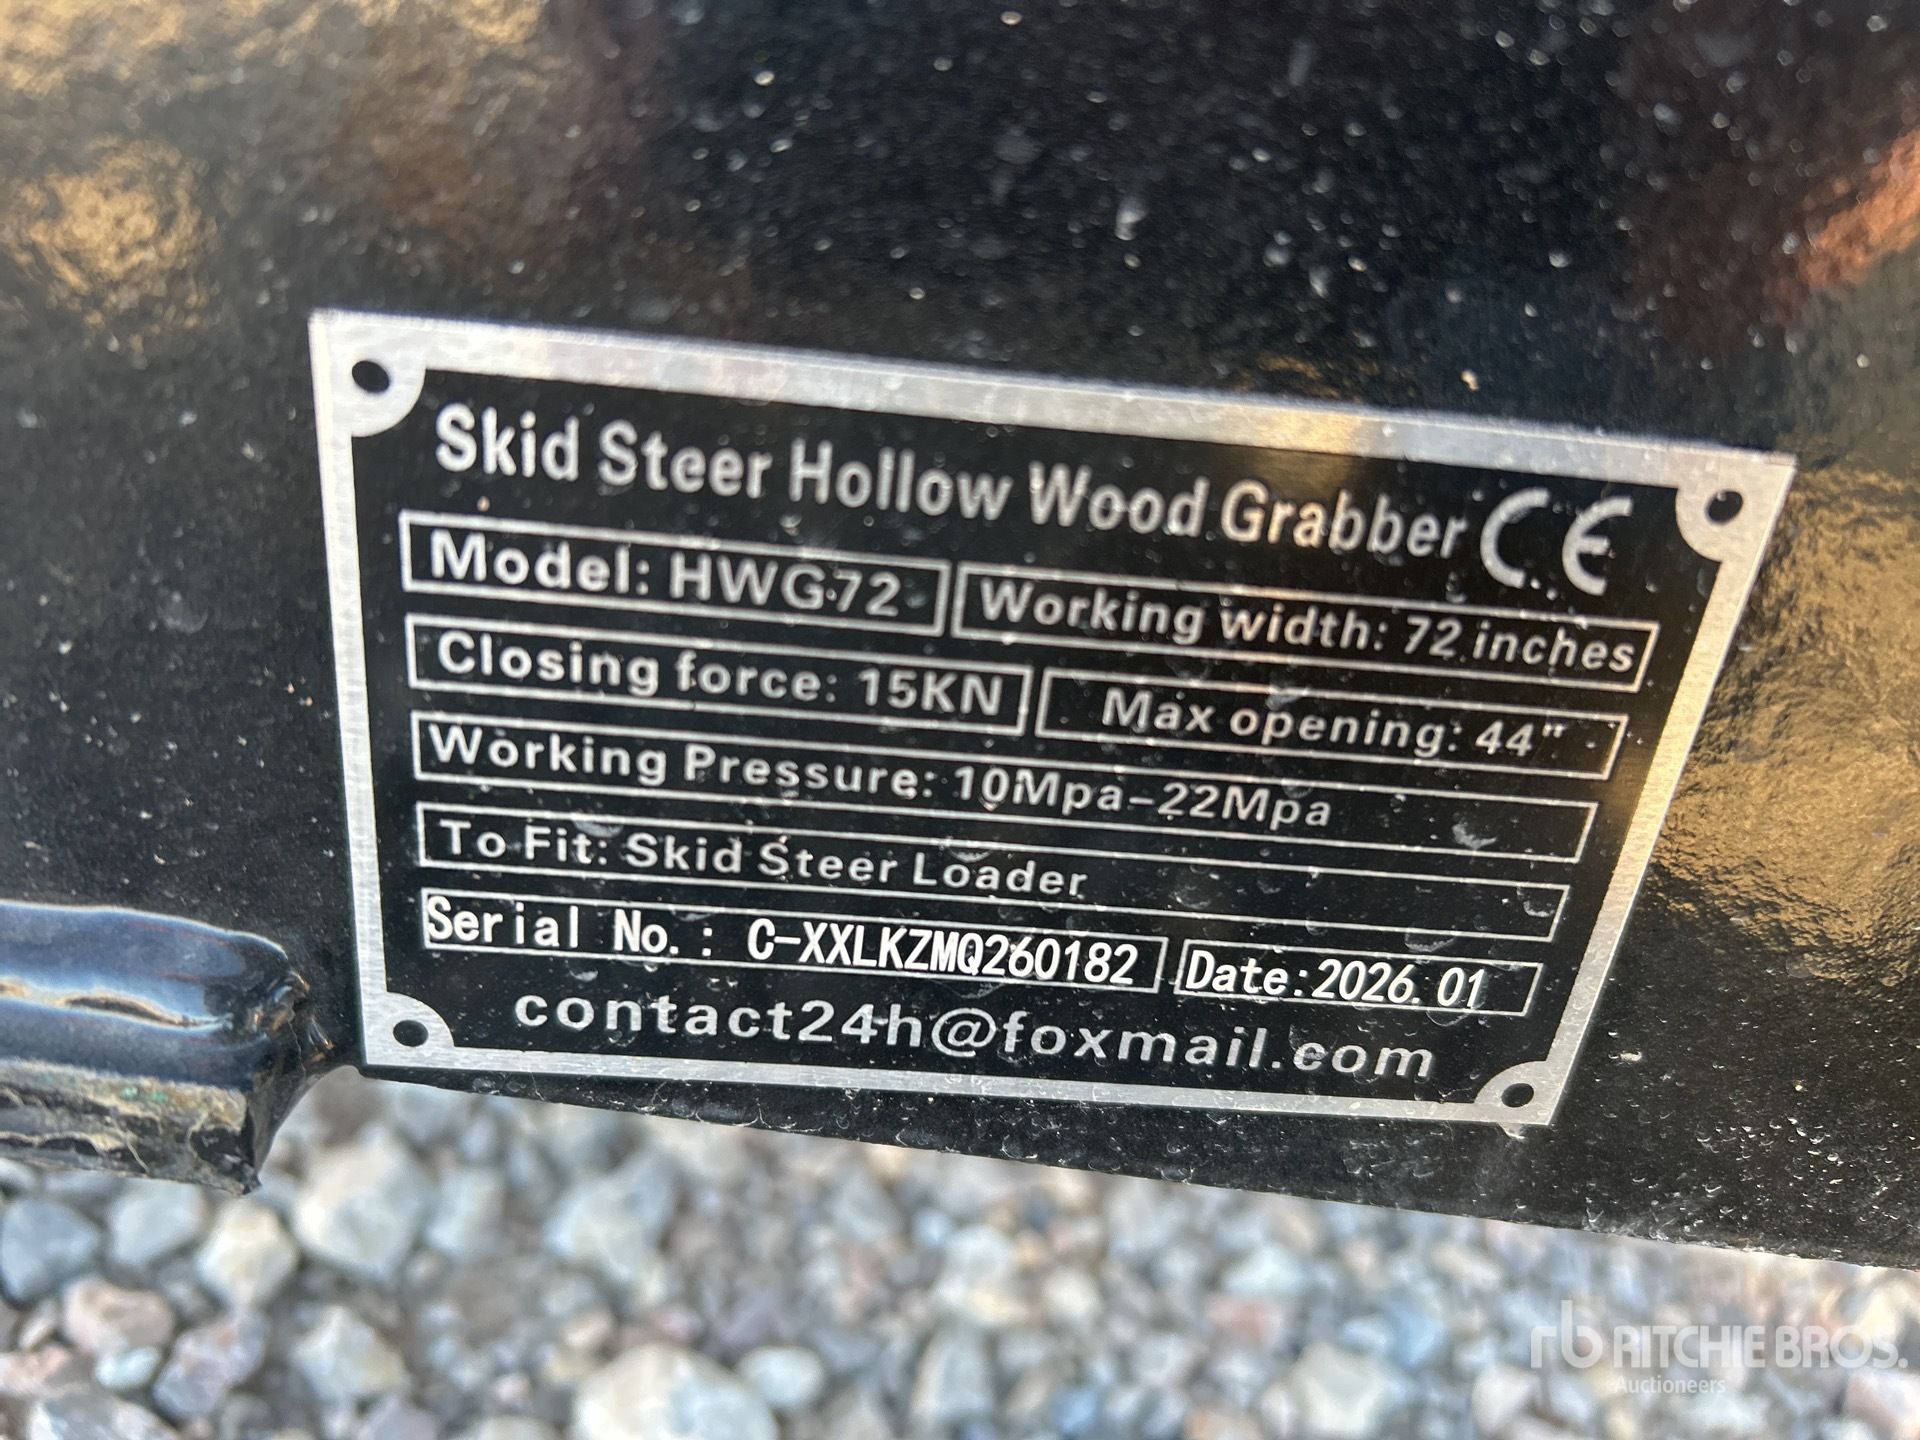 Skid Steer Hollow Wood Grabber CE
Model: HWG72 Working width: 72 inches
Closing force: 15KN Max opening: 44"
Working Pressure: 10Mpa-22Mpa
To Fit: Skid Steer Loader
Serial No.: C-XXLKZMQ260182 Date:2026.01
contact24h@foxmail.com
rb RITCHIE BROS.
Auctioneers